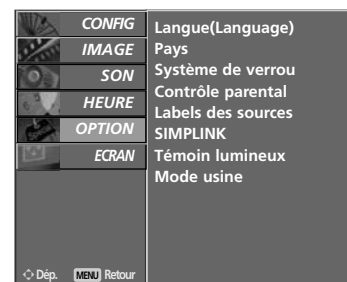 CONFIG
IMAGE
SON
HEURE
OPTION
ECRAN
Langue(Language)
Pays
Système de verrou
Contrôle parental
Labels des sources
SIMPLINK
Témoin lumineux
Mode usine
Dép. MENU Retour